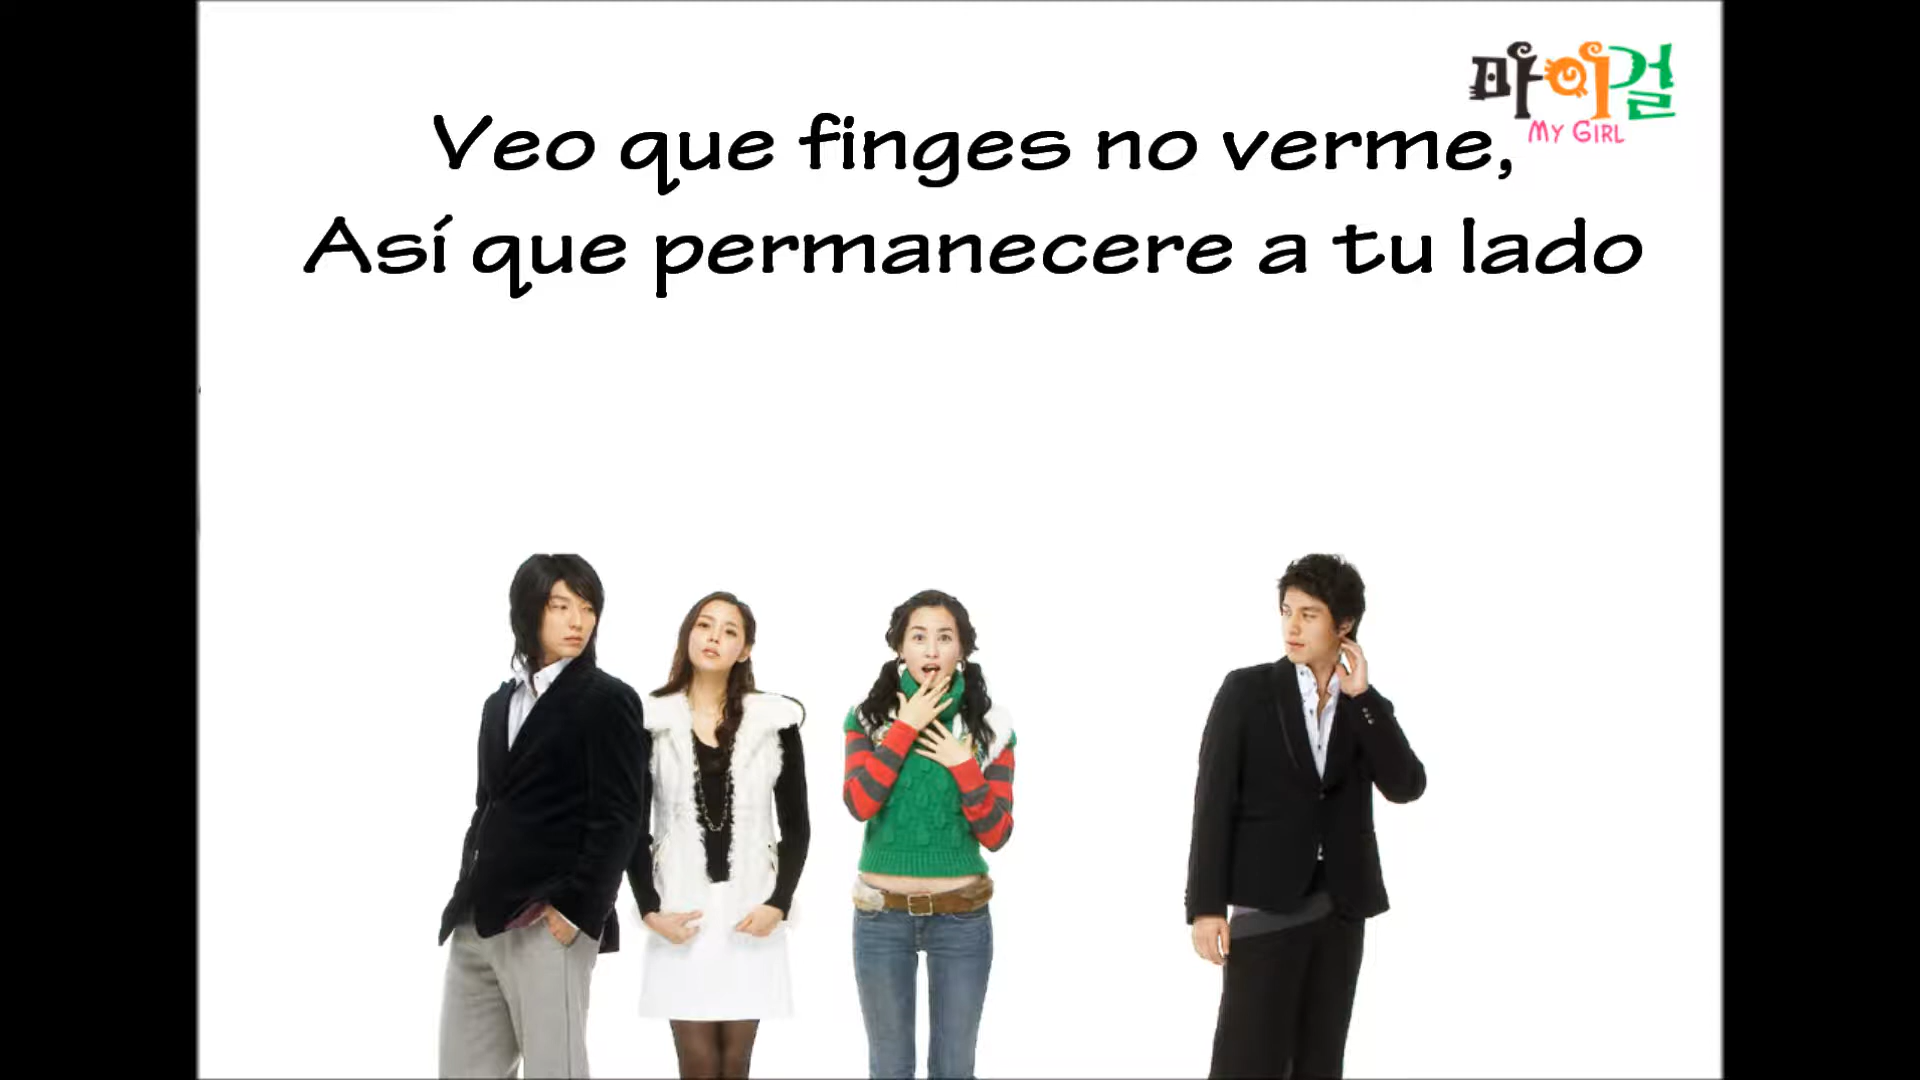 마이걸
MY GIRL
Veo que finges no verme,
Así que permanecere a tu lado